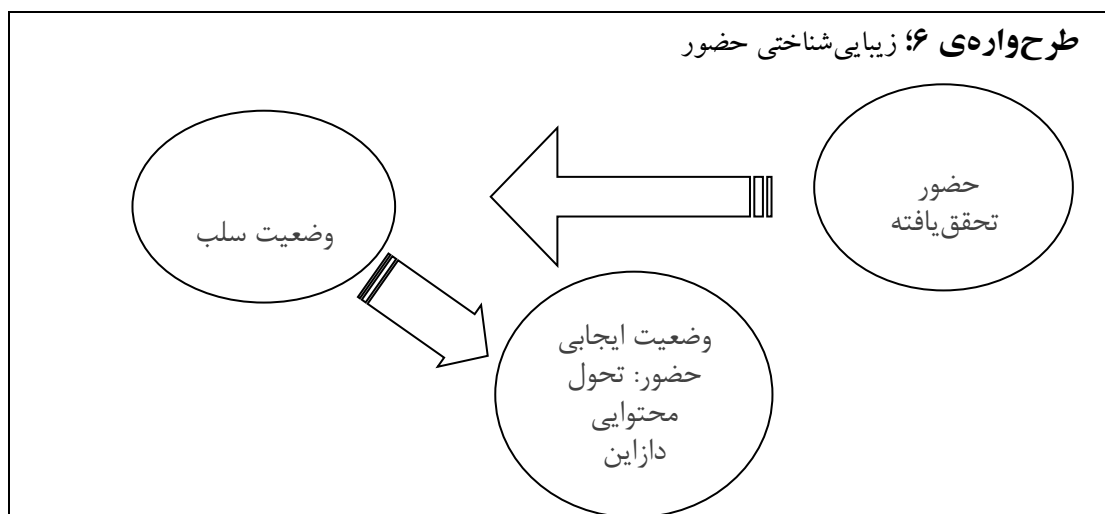 طرح‌واره‌ی ۶؛ زیبایی‌شناختی حضور
حضور
تحقق‌یافته
وضعیت سلب
وضعیت ایجابی
حضور: تحول
محتوایی
دازاین